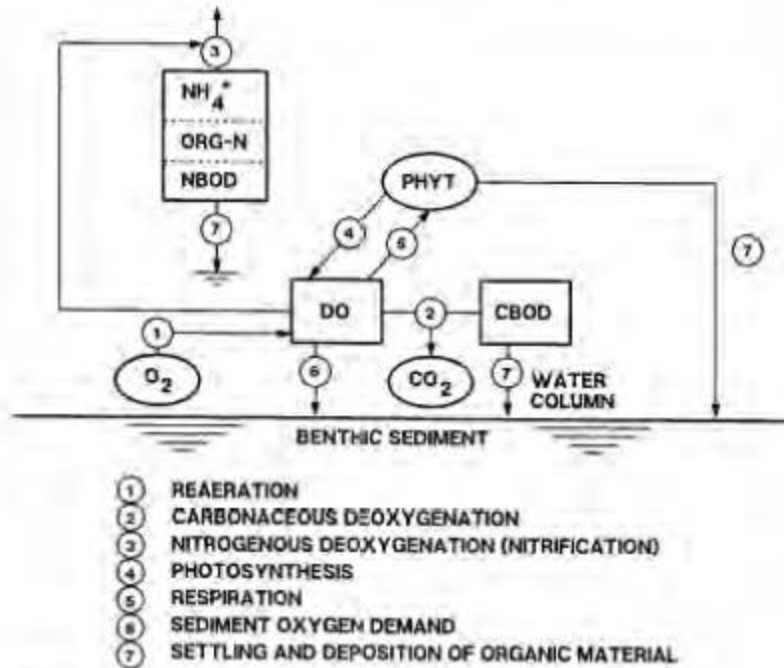 3
NH4+
ORG-N
NBOD
7
PHYT
4
5
7
DO
2
CBOD
1
O2
6
CO2
7
WATER
COLUMN
BENTHIC SEDIMENT
1 REAERATION
2 CARBONACEOUS DEOXYGENATION
3 NITROGENOUS DEOXYGENATION (NITRIFICATION)
4 PHOTOSYNTHESIS
5 RESPIRATION
6 SEDIMENT OXYGEN DEMAND
7 SETTLING AND DEPOSITION OF ORGANIC MATERIAL